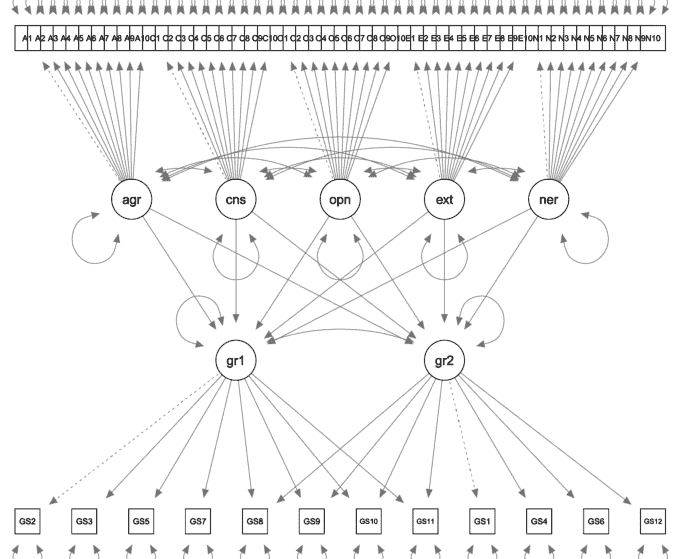 A1 A2 A3 A4 A5 A6 A7 A8 A9 A10 C1 C2 C3 C4 C5 C6 C7 C8 C9 C10 O1 O2 O3 O4 O5 O6 O7 O8 O9 O10 E1 E2 E3 E4 E5 E6 E7 E8 E9 E10 N1 N2 N3 N4 N5 N6 N7 N8 N9 N10
agr cns opn ext ner
gr1 gr2
GS2 GS3 GS5 GS7 GS8 GS9 GS10 GS11 GS1 GS4 GS6 GS12